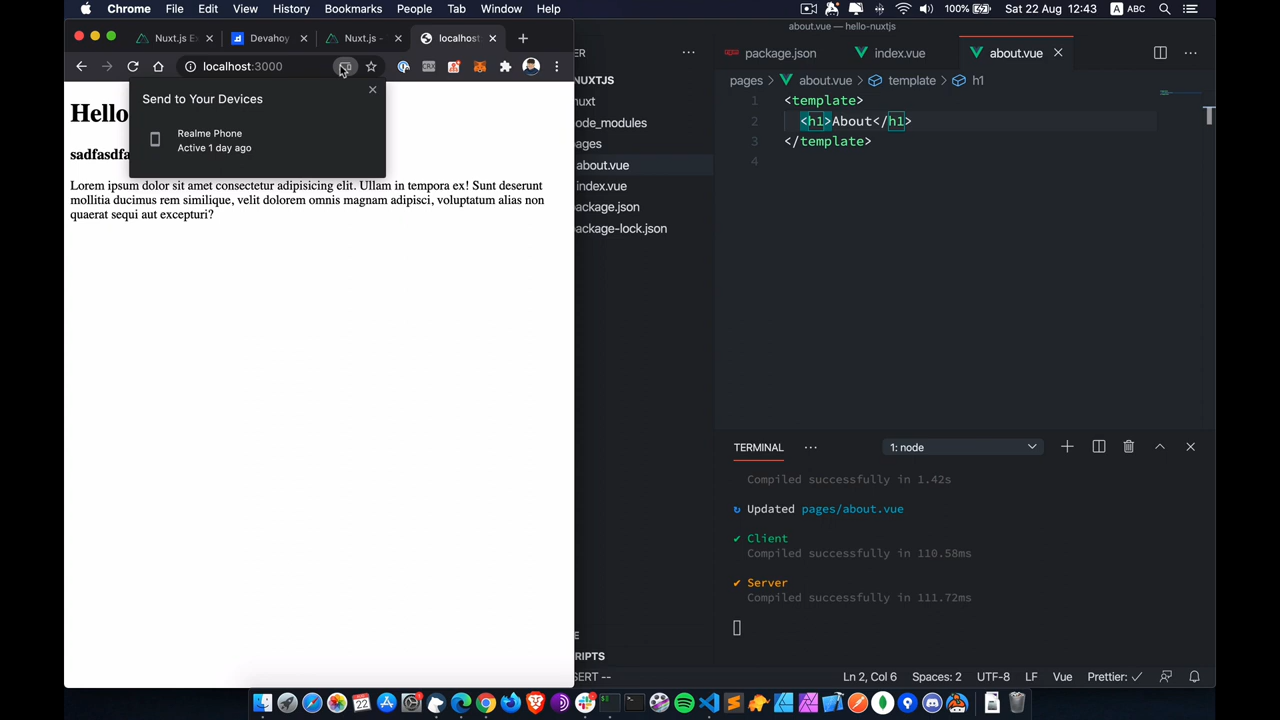 Chrome File Edit View History Bookmarks People Tab Window Help
100% Sat 22 Aug 12:43 A ABC
Nuxt.js E
Devahoy
Nuxt.js -
localhost
localhost:3000
Send to Your Devices
Realme Phone
Active 1 day ago
Hello
sadfasdfa
Lorem ipsum dolor sit amet consectetur adipisicing elit. Ullam in tempora ex! Sunt deserunt
mollitia ducimus rem similique, velit dolorem omnis magnam adipisci, voluptatum alias non
quaerat sequi aut excepturi?
about.vue — hello-nuxtjs
ER
NUXTJS
nuxt
ode_modules
pages
about.vue
index.vue
package.json
package-lock.json
E
RIPTS
package.json
index.vue
about.vue
pages > about.vue > template > h1
1 <template>
2 <h1>About</h1>
3 </template>
4
TERMINAL
1: node
Compiled successfully in 1.42s
↻ Updated pages/about.vue
✔ Client
Compiled successfully in 110.58ms
✔ Server
Compiled successfully in 111.72ms
SERT --
Ln 2, Col 6
Spaces: 2
UTF-8
LF
Vue
Prettier: ✓
22